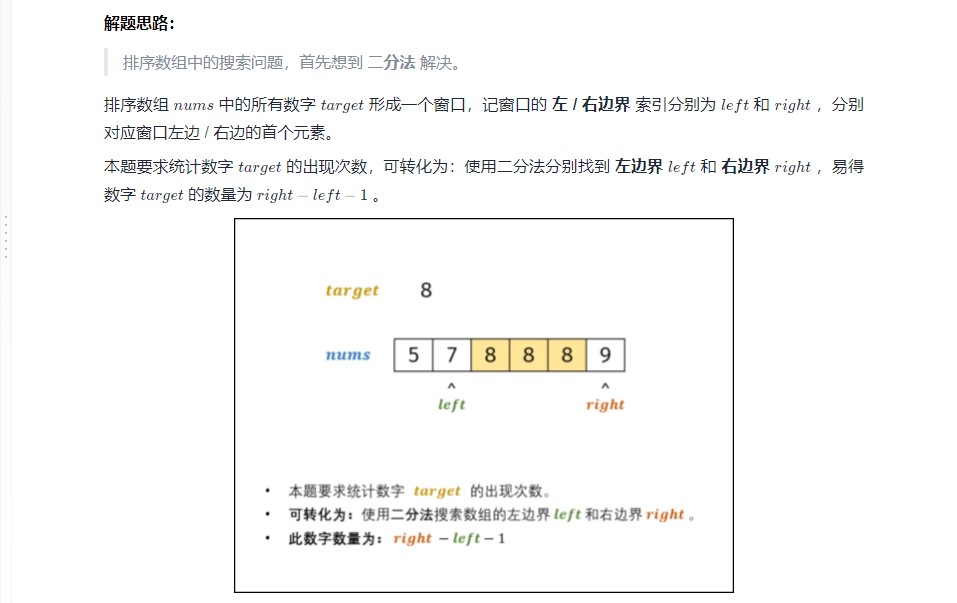 解题思路：
排序数组中的搜索问题，首先想到 二分法 解决。
排序数组 nums 中的所有数字 target 形成一个窗口，记窗口的 左 / 右边界 索引分别为 left 和 right ，分别
对应窗口左边 / 右边的首个元素。
本题要求统计数字 target 的出现次数，可转化为：使用二分法分别找到 左边界 left 和 右边界 right ，易得
数字 target 的数量为 right − left − 1 。
target 8
nums 5 7 8 8 8 9
^ ^
left right
• 本题要求统计数字 target 的出现次数。
• 可转化为：使用二分法搜索数组的左边界 left 和右边界 right 。
• 此数字数量为： right − left − 1